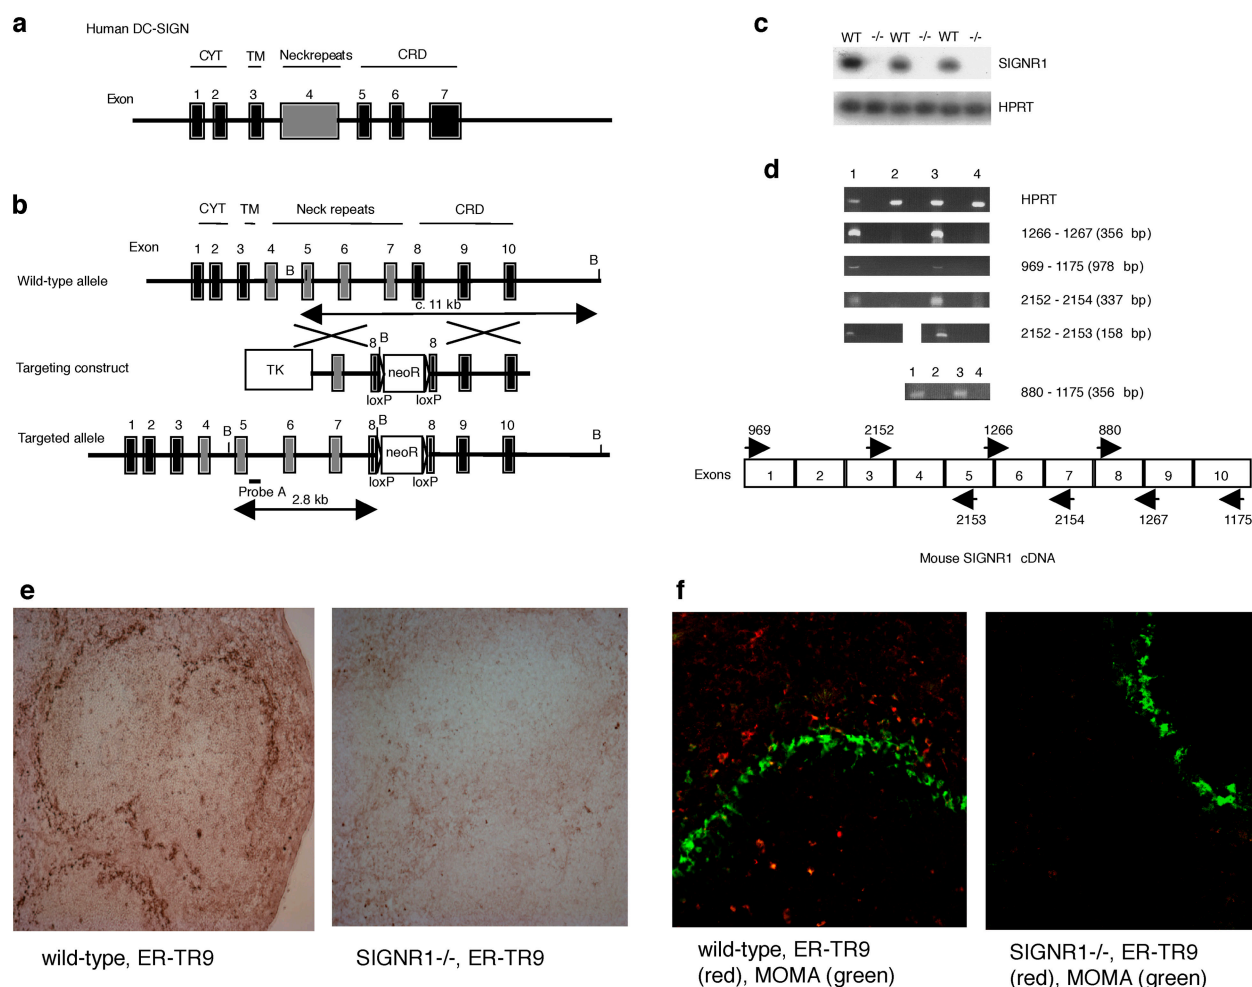 a
Human DC-SIGN
CYT TM Neckrepeats CRD
Exon 1 2 3 4 5 6 7
b
CYT TM Neck repeats CRD
Exon 1 2 3 4 5 6 7 8 9 10
B B
Wild-type allele
c. 11 kb
8 B 8
Targeting construct
TK neoR
loxP loxP
1 2 3 4 5 6 7 8 8 9 10
B B B
Targeted allele
neoR
loxP loxP
Probe A
2.8 kb
c
WT -/- WT -/- WT -/-
SIGNR1
HPRT
d
1 2 3 4
HPRT
1266 - 1267 (356 bp)
969 - 1175 (978 bp)
2152 - 2154 (337 bp)
2152 - 2153 (158 bp)
1 2 3 4
880 - 1175 (356 bp)
969 2152 1266 880
Exons 1 2 3 4 5 6 7 8 9 10
2153 2154 1267 1175
Mouse SIGNR1 cDNA
e
wild-type, ER-TR9
SIGNR1-/-, ER-TR9
f
wild-type, ER-TR9
(red), MOMA (green)
SIGNR1-/-, ER-TR9
(red), MOMA (green)